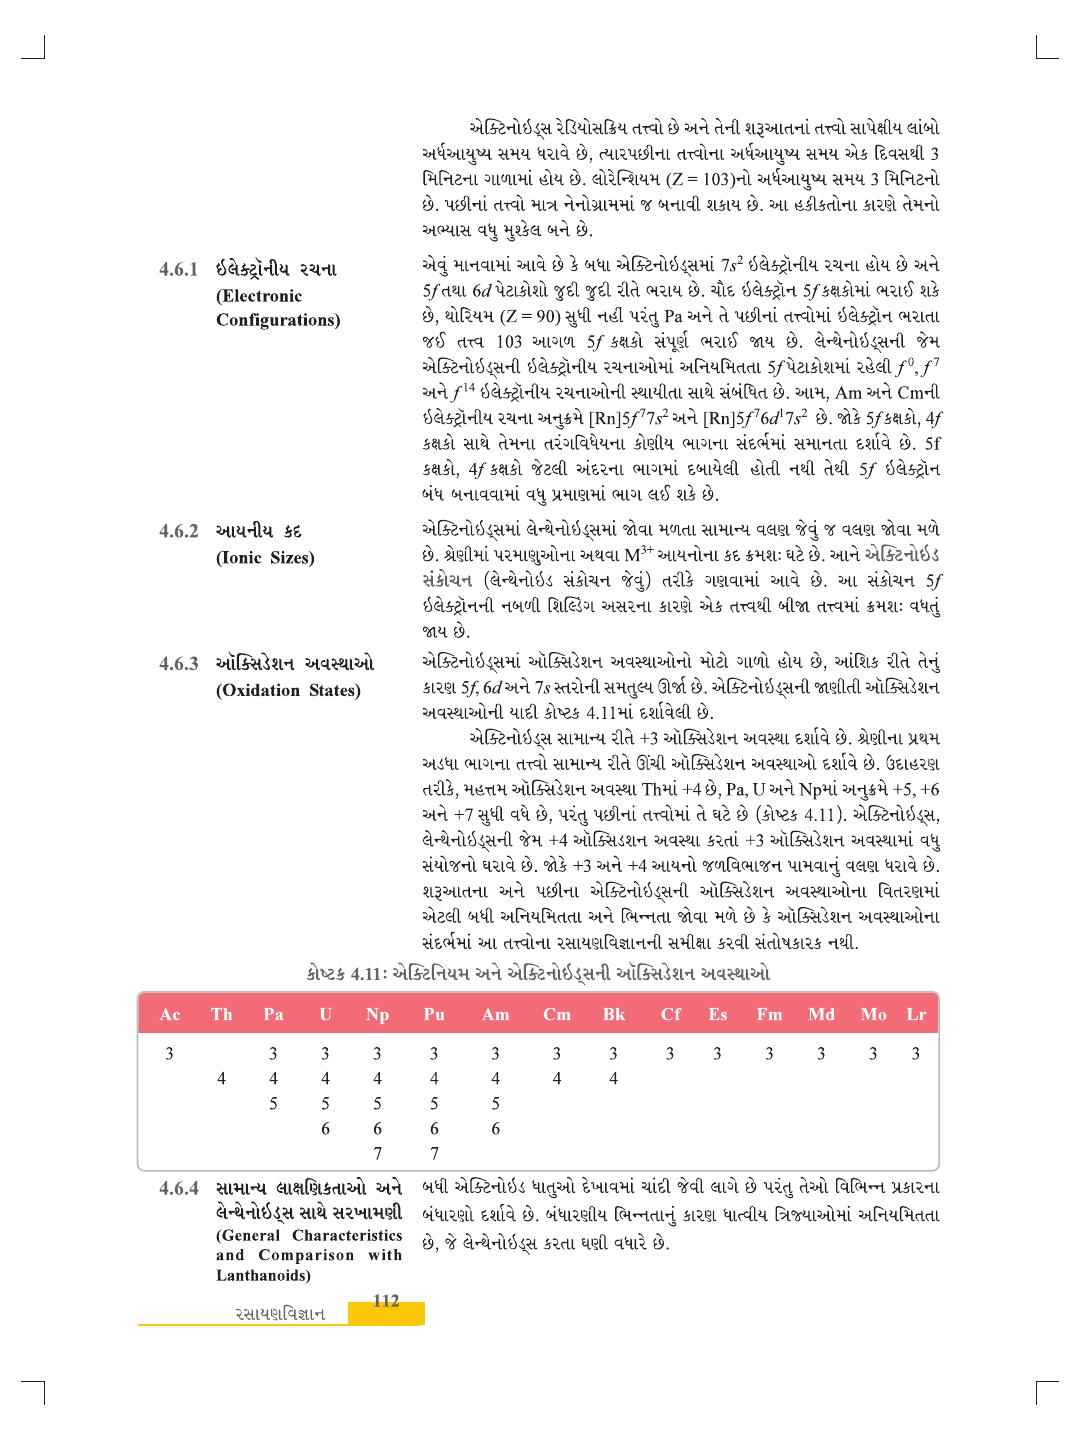 એક્ટિનોઇડ્સ રેડિયોસક્રિય તત્ત્વો છે અને તેની શરૂઆતનાં તત્ત્વો સાપેક્ષીય લાંબો
અર્ધઆયુષ્ય સમય ધરાવે છે, ત્યારપછીના તત્ત્વોના અર્ધઆયુષ્ય સમય એક દિવસથી 3
મિનિટના ગાળામાં હોય છે. લોરેન્શિયમ (Z = 103)નો અર્ધઆયુષ્ય સમય 3 મિનિટનો
છે. પછીનાં તત્ત્વો માત્ર નેનોગ્રામમાં જ બનાવી શકાય છે. આ હકીકતોના કારણે તેમનો
અભ્યાસ વધુ મુશ્કેલ બને છે.
4.6.1 ઇલેક્ટ્રૉનીય રચના
(Electronic
Configurations)
એવું માનવામાં આવે છે કે બધા એક્ટિનોઇડ્સમાં 7s² ઇલેક્ટ્રૉનીય રચના હોય છે અને
5f તથા 6d પેટાકોશો જુદી જુદી રીતે ભરાય છે. ચૌદ ઇલેક્ટ્રૉન 5f કક્ષકોમાં ભરાઈ શકે
છે, થોરિયમ (Z = 90) સુધી નહીં પરંતુ Pa અને તે પછીનાં તત્ત્વોમાં ઇલેક્ટ્રૉન ભરાતા
જઈ તત્ત્વ 103 આગળ 5f કક્ષકો સંપૂર્ણ ભરાઈ જાય છે. લેન્થેનોઇડ્સની જેમ
એક્ટિનોઇડ્સની ઇલેક્ટ્રૉનીય રચનાઓમાં અનિયમિતતા 5f પેટાકોશમાં રહેલી f⁰, f⁷
અને f¹⁴ ઇલેક્ટ્રૉનીય રચનાઓની સ્થાયીતા સાથે સંબંધિત છે. આમ, Am અને Cmની
ઇલેક્ટ્રૉનીય રચના અનુક્રમે [Rn]5f⁷7s² અને [Rn]5f⁷6d¹7s² છે. જોકે 5f કક્ષકો, 4f
કક્ષકો સાથે તેમના તરંગવિધેયના કોણીય ભાગના સંદર્ભમાં સમાનતા દર્શાવે છે. 5f
કક્ષકો, 4f કક્ષકો જેટલી અંદરના ભાગમાં દબાયેલી હોતી નથી તેથી 5f ઇલેક્ટ્રૉન
બંધ બનાવવામાં વધુ પ્રમાણમાં ભાગ લઈ શકે છે.
4.6.2 આયનીય કદ
(Ionic Sizes)
એક્ટિનોઇડ્સમાં લેન્થેનોઇડ્સમાં જોવા મળતા સામાન્ય વલણ જેવું જ વલણ જોવા મળે
છે. શ્રેણીમાં પરમાણુઓના અથવા M³⁺ આયનોના કદ ક્રમશઃ ઘટે છે. આને એક્ટિનોઇડ
સંકોચન (લેન્થેનોઇડ સંકોચન જેવું) તરીકે ગણવામાં આવે છે. આ સંકોચન 5f
ઇલેક્ટ્રૉનની નબળી શિલ્ડિંગ અસરના કારણે એક તત્ત્વથી બીજા તત્ત્વમાં ક્રમશઃ વધતું
જાય છે.
4.6.3 ઑક્સિડેશન અવસ્થાઓ
(Oxidation States)
એક્ટિનોઇડ્સમાં ઑક્સિડેશન અવસ્થાઓનો મોટો ગાળો હોય છે, આંશિક રીતે તેનું
કારણ 5f, 6d અને 7s સ્તરોની સમતુલ્ય ઊર્જા છે. એક્ટિનોઇડ્સની જાણીતી ઑક્સિડેશન
અવસ્થાઓની યાદી કોષ્ટક 4.11માં દર્શાવેલી છે.
એક્ટિનોઇડ્સ સામાન્ય રીતે +3 ઑક્સિડેશન અવસ્થા દર્શાવે છે. શ્રેણીના પ્રથમ
અડધા ભાગના તત્ત્વો સામાન્ય રીતે ઊંચી ઑક્સિડેશન અવસ્થાઓ દર્શાવે છે. ઉદાહરણ
તરીકે, મહત્તમ ઑક્સિડેશન અવસ્થા Thમાં +4 છે, Pa, U અને Npમાં અનુક્રમે +5, +6
અને +7 સુધી વધે છે, પરંતુ પછીનાં તત્ત્વોમાં તે ઘટે છે (કોષ્ટક 4.11). એક્ટિનોઇડ્સ,
લેન્થેનોઇડ્સની જેમ +4 ઑક્સિડશન અવસ્થા કરતાં +3 ઑક્સિડેશન અવસ્થામાં વધુ
સંયોજનો ઘરાવે છે. જોકે +3 અને +4 આયનો જળવિભાજન પામવાનું વલણ ધરાવે છે.
શરૂઆતના અને પછીના એક્ટિનોઇડ્સની ઑક્સિડેશન અવસ્થાઓના વિતરણમાં
એટલી બધી અનિયમિતતા અને ભિન્નતા જોવા મળે છે કે ઑક્સિડેશન અવસ્થાઓના
સંદર્ભમાં આ તત્ત્વોના રસાયણવિજ્ઞાનની સમીક્ષા કરવી સંતોષકારક નથી.
કોષ્ટક 4.11: એક્ટિનિયમ અને એક્ટિનોઇડ્સની ઑક્સિડેશન અવસ્થાઓ
Ac Th Pa U Np Pu Am Cm Bk Cf Es Fm Md Mo Lr
3 3 3 3 3 3 3 3 3 3 3 3 3 3
4 4 4 4 4 4 4 4
5 5 5 5 5
6 6 6 6
7 7
4.6.4 સામાન્ય લાક્ષણિકતાઓ અને
લેન્થેનોઇડ્સ સાથે સરખામણી
(General Characteristics
and Comparison with
Lanthanoids)
બધી એક્ટિનોઇડ ધાતુઓ દેખાવમાં ચાંદી જેવી લાગે છે પરંતુ તેઓ વિભિન્ન પ્રકારના
બંધારણો દર્શાવે છે. બંધારણીય ભિન્નતાનું કારણ ધાત્વીય ત્રિજ્યાઓમાં અનિયમિતતા
છે, જે લેન્થેનોઇડ્સ કરતા ઘણી વધારે છે.
રસાયણવિજ્ઞાન 112